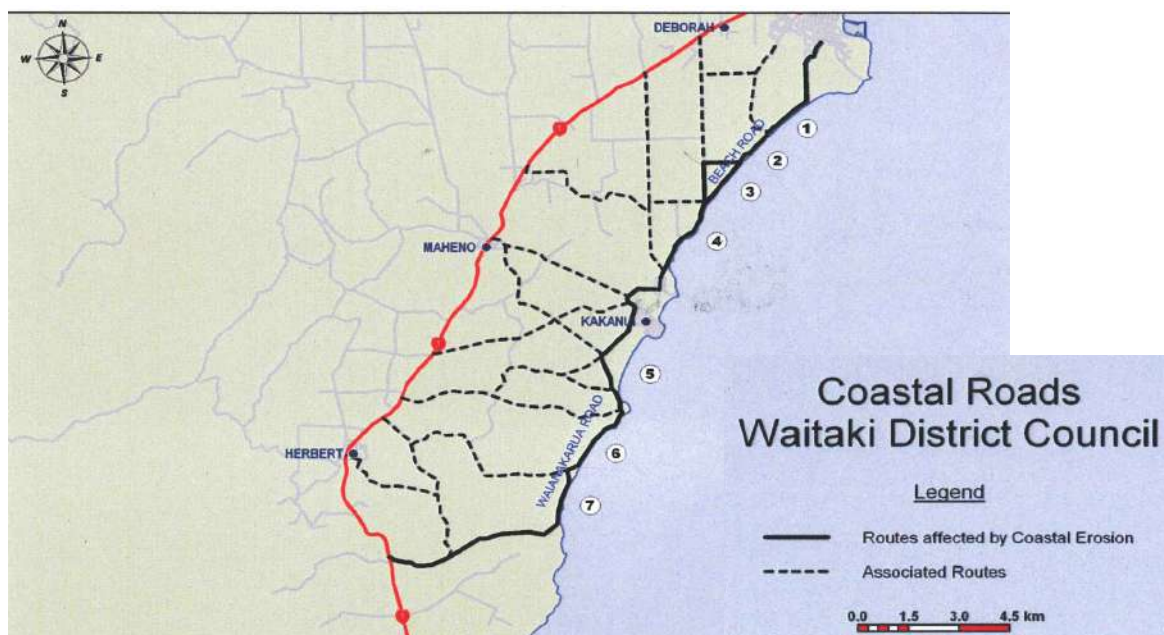 N
W E
S
DEBORAH
1
BEACH ROAD
2
3
4
MAHENO
KAKANUI
5
WAIANAKARUA ROAD
HERBERT
6
7
Coastal Roads
Waitaki District Council
Legend
Routes affected by Coastal Erosion
Associated Routes
0.0 1.5 3.0 4.5 km